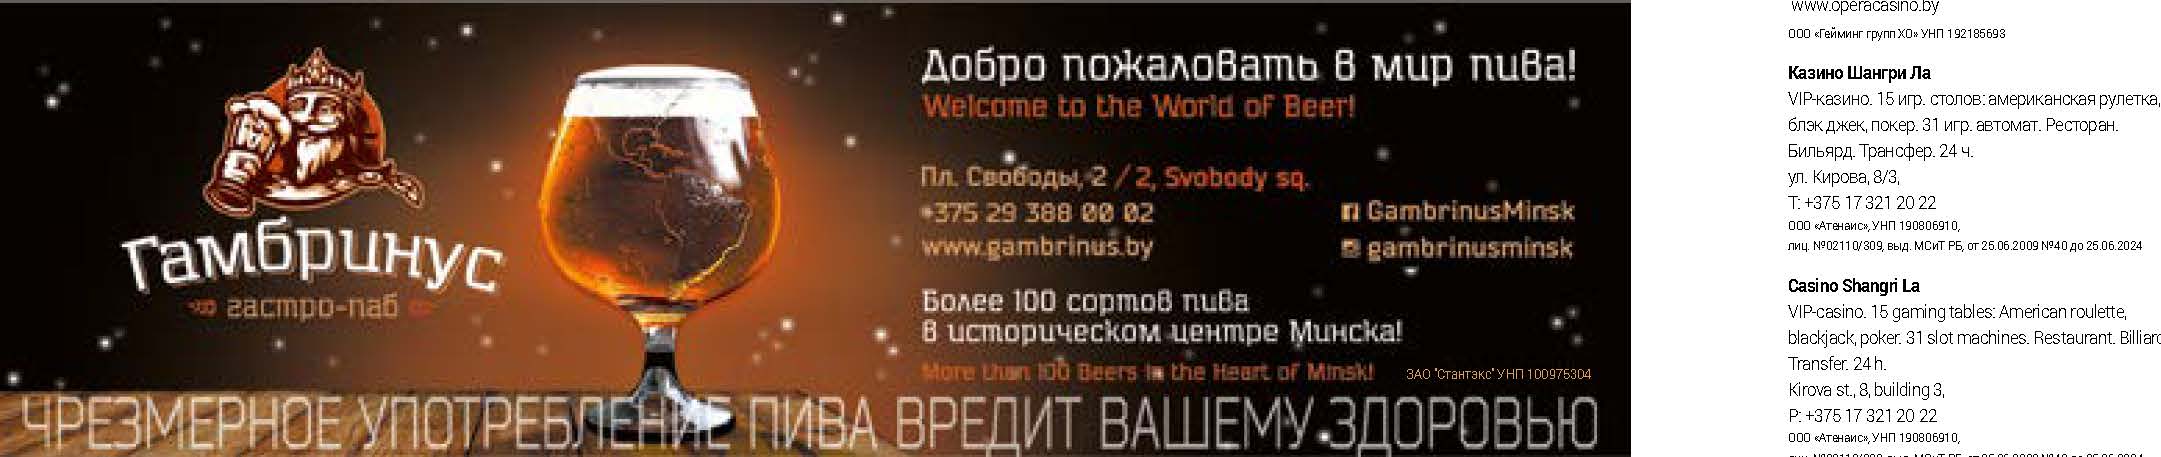 Гамбринус
гастро-паб
Добро пожаловать в мир пива!
Welcome to the World of Beer!
Пл. Свободы, 2 / 2, Svobody sq.
+375 29 388 00 02
GambrinusMinsk
www.gambrinus.by
gambrinusminsk
Более 100 сортов пива
в историческом центре Минска!
More than 100 Beers in the Heart of Minsk!
ЗАО "Стантэкс" УНП 100975304
ЧРЕЗМЕРНОЕ УПОТРЕБЛЕНИЕ ПИВА ВРЕДИТ ВАШЕМУ ЗДОРОВЬЮ
www.operacasino.by
ООО «Гейминг групп ХО» УНП 192185693
Казино Шангри Ла
VIP-казино. 15 игр. столов: американская рулетка,
блэк джек, покер. 31 игр. автомат. Ресторан.
Бильярд. Трансфер. 24 ч.
ул. Кирова, 8/3,
Т: +375 17 321 20 22
ООО «Атенаис», УНП 190806910,
лиц. №02110/309, выд. МСиТ РБ, от 25.06.2009 №40 до 25.06.2024
Casino Shangri La
VIP-casino. 15 gaming tables: American roulette,
blackjack, poker. 31 slot machines. Restaurant. Billiard
Transfer. 24 h.
Kirova st., 8, building 3,
P: +375 17 321 20 22
ООО «Атенаис», УНП 190806910,